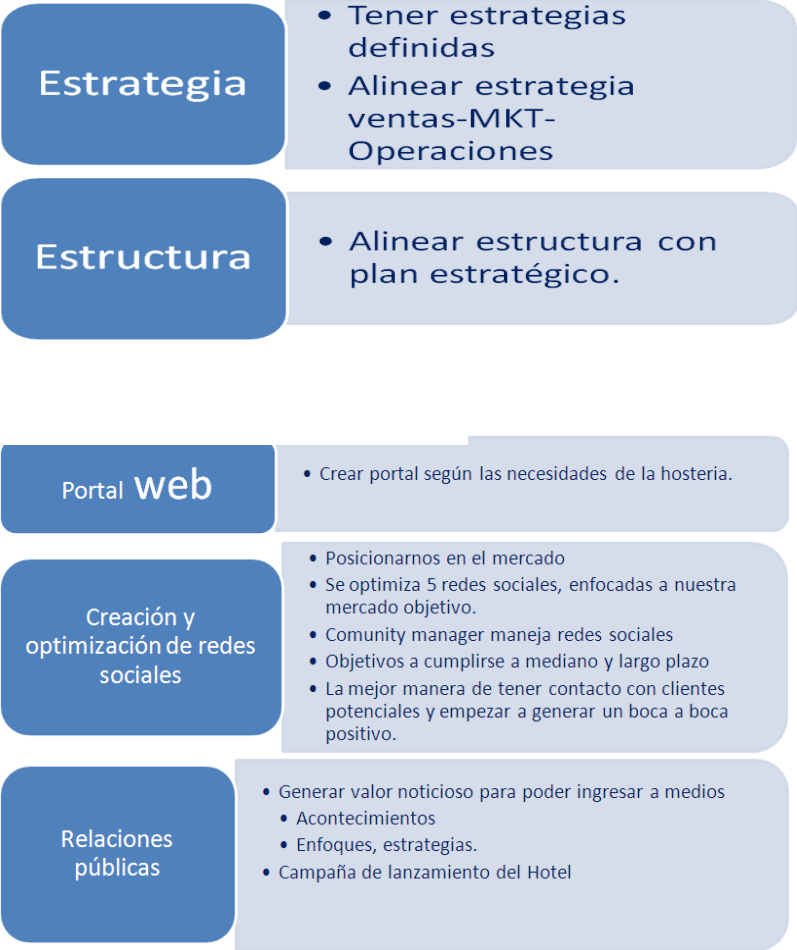 Estrategia
• Tener estrategias
definidas
• Alinear estrategia
ventas-MKT-
Operaciones
Estructura
• Alinear estructura con
plan estratégico.
Portal web
• Crear portal según las necesidades de la hosteria.
Creación y
optimización de redes
sociales
• Posicionarnos en el mercado
• Se optimiza 5 redes sociales, enfocadas a nuestra
mercado objetivo.
• Comunity manager maneja redes sociales
• Objetivos a cumplirse a mediano y largo plazo
• La mejor manera de tener contacto con clientes
potenciales y empezar a generar un boca a boca
positivo.
Relaciones
públicas
• Generar valor noticioso para poder ingresar a medios
• Acontecimientos
• Enfoques, estrategias.
• Campaña de lanzamiento del Hotel